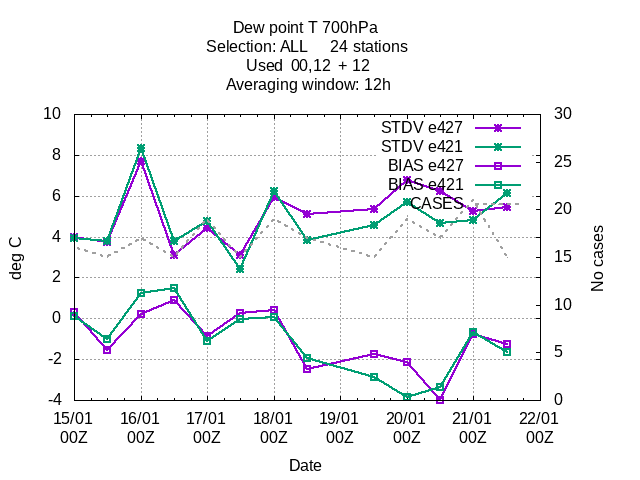 Dew point T 700hPa
Selection: ALL 24 stations
Used 00,12 + 12
Averaging window: 12h
10 30
STDV e427
STDV e421
BIAS e427
BIAS e421
CASES
8 25
6 20
4 15
2
0 10
-2 5
-4 0
deg C
No cases
15/01 16/01 17/01 18/01 19/01 20/01 21/01 22/01
00Z 00Z 00Z 00Z 00Z 00Z 00Z 00Z
Date